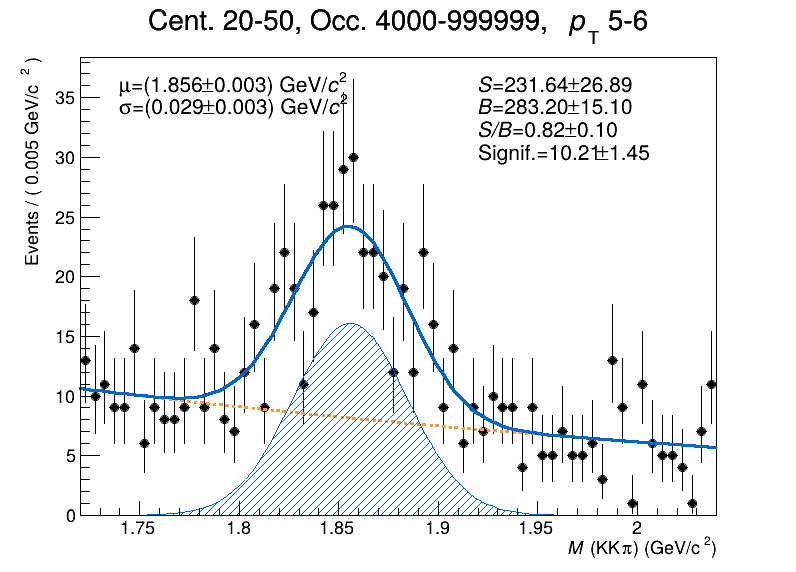 Cent. 20-50, Occ. 4000-999999, p_T 5-6
μ=(1.856±0.003) GeV/c²
σ=(0.029±0.003) GeV/c²
S=231.64±26.89
B=283.20±15.10
S/B=0.82±0.10
Signif.=10.21±1.45
Events / ( 0.005 GeV/c ² )
35
30
25
20
15
10
5
0
1.75 1.8 1.85 1.9 1.95 2
M (KKπ) (GeV/c²)